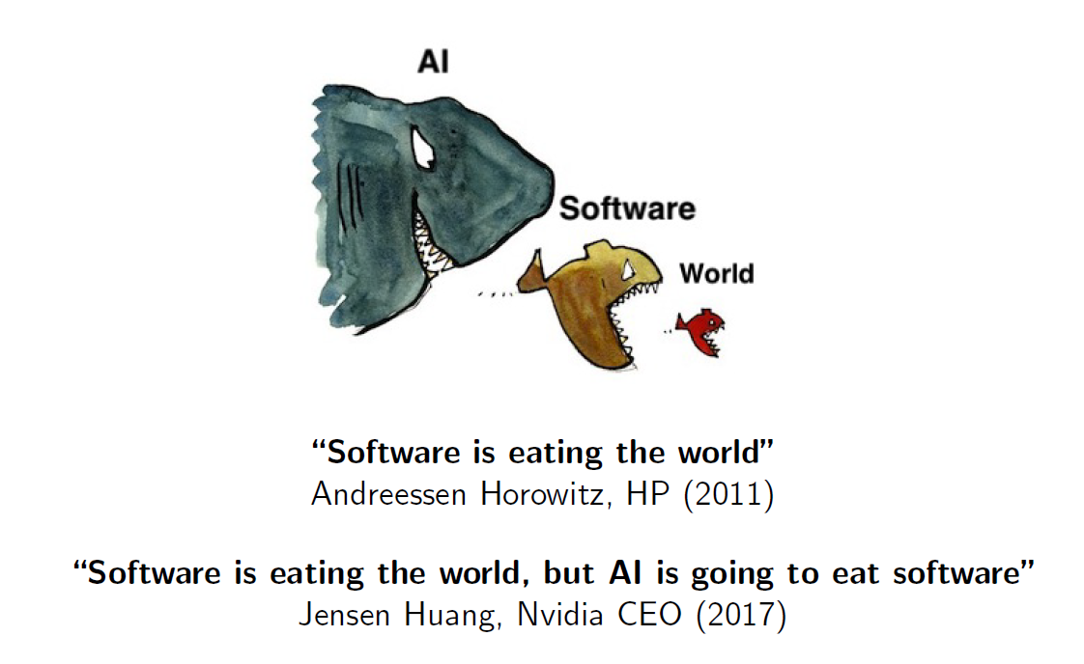 AI
Software
World
“Software is eating the world”
Andreessen Horowitz, HP (2011)
“Software is eating the world, but AI is going to eat software”
Jensen Huang, Nvidia CEO (2017)